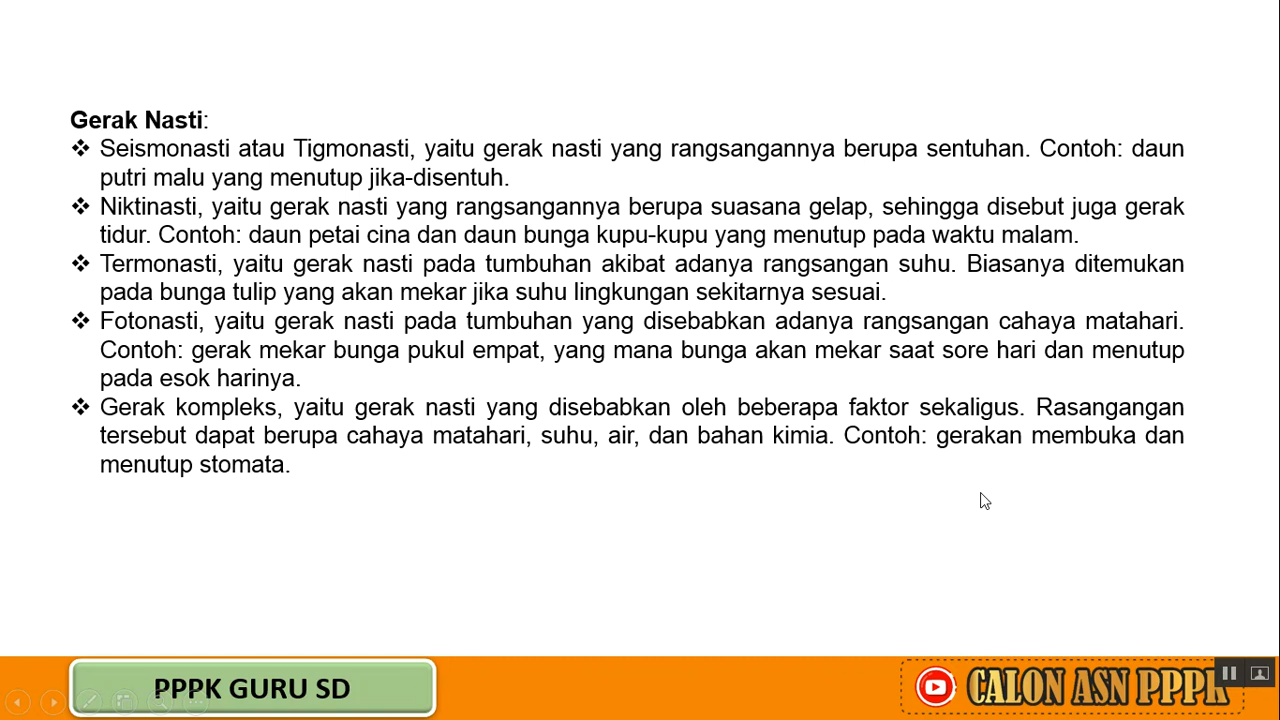 Gerak Nasti:
❖ Seismonasti atau Tigmonasti, yaitu gerak nasti yang rangsangannya berupa sentuhan. Contoh: daun
putri malu yang menutup jika-disentuh.
❖ Niktinasti, yaitu gerak nasti yang rangsangannya berupa suasana gelap, sehingga disebut juga gerak
tidur. Contoh: daun petai cina dan daun bunga kupu-kupu yang menutup pada waktu malam.
❖ Termonasti, yaitu gerak nasti pada tumbuhan akibat adanya rangsangan suhu. Biasanya ditemukan
pada bunga tulip yang akan mekar jika suhu lingkungan sekitarnya sesuai.
❖ Fotonasti, yaitu gerak nasti pada tumbuhan yang disebabkan adanya rangsangan cahaya matahari.
Contoh: gerak mekar bunga pukul empat, yang mana bunga akan mekar saat sore hari dan menutup
pada esok harinya.
❖ Gerak kompleks, yaitu gerak nasti yang disebabkan oleh beberapa faktor sekaligus. Rasangangan
tersebut dapat berupa cahaya matahari, suhu, air, dan bahan kimia. Contoh: gerakan membuka dan
menutup stomata.
PPPK GURU SD
CALON ASN PPPK